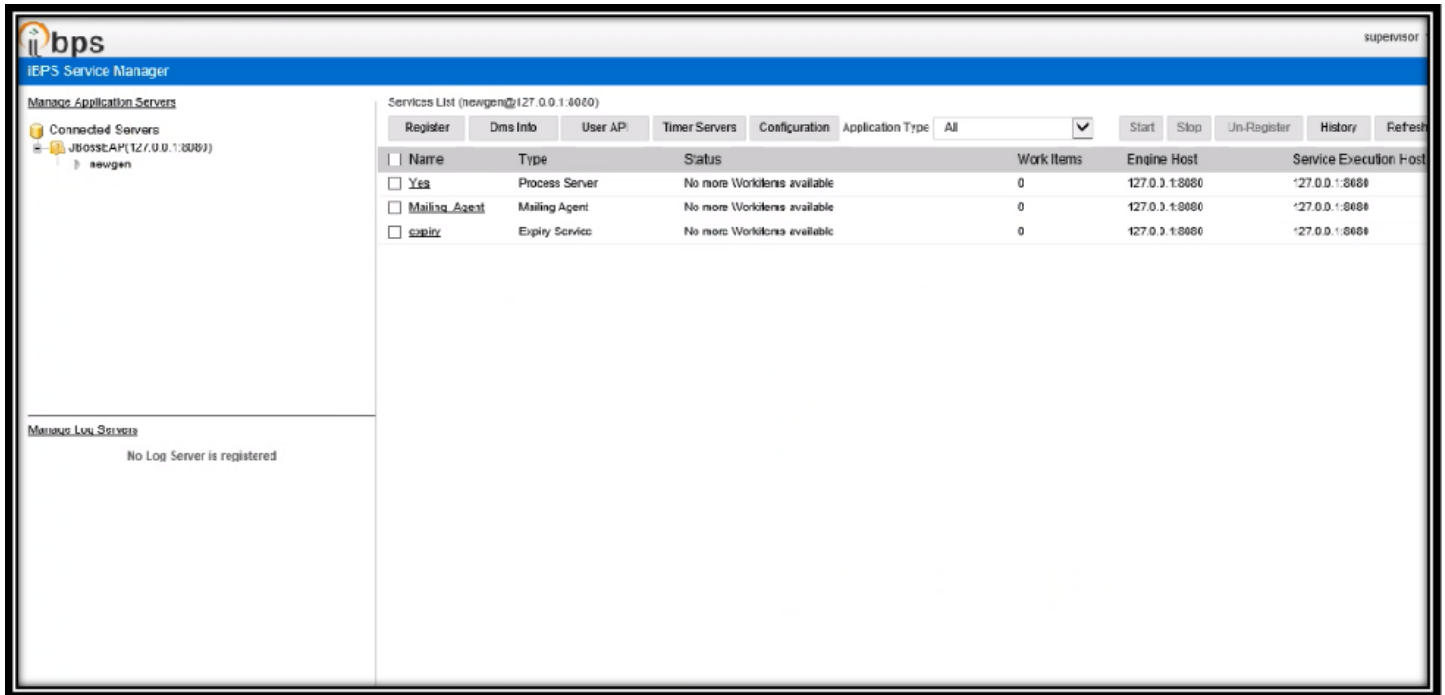 ibps
supervisor
iBPS Service Manager
Manage Application Servers
Connected Servers
JBossEAP(127.0.0.1:8080)
newgen
Services List (newgen@127.0.0.1:8080)
Register Dms Info User API Timer Servers Configuration Application Type All Start Stop Un-Register History Refresh
Name Type Status Work Items Engine Host Service Execution Host
Yes Process Server No more Workitems available 0 127.0.0.1:8080 127.0.0.1:8080
Mailing_Agent Mailing Agent No more Workitems available 0 127.0.0.1:8080 127.0.0.1:8080
expiry Expiry Service No more Workitems available 0 127.0.0.1:8080 127.0.0.1:8080
Manage Log Servers
No Log Server is registered